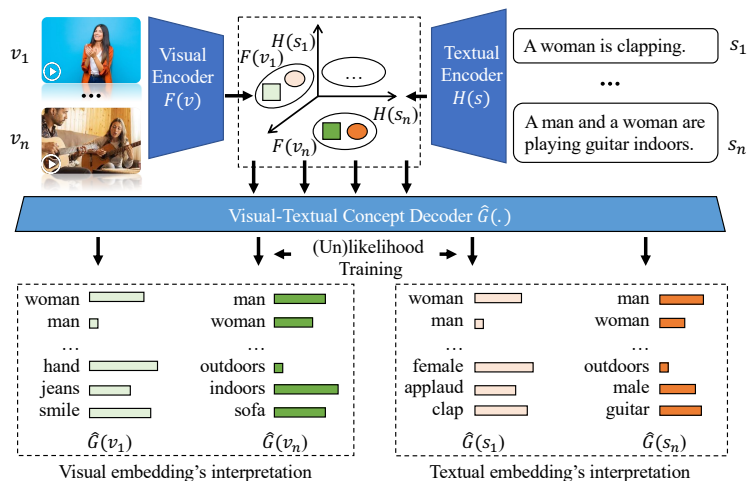 v₁
...
vₙ
Visual
Encoder
F(v)
H(s₁)
F(v₁)
...
H(sₙ)
F(vₙ)
Textual
Encoder
H(s)
A woman is clapping.
s₁
...
A man and a woman are
playing guitar indoors.
sₙ
Visual-Textual Concept Decoder Ĝ(.)
(Un)likelihood
Training
woman
man
...
hand
jeans
smile
Ĝ(v₁)
man
woman
...
outdoors
indoors
sofa
Ĝ(vₙ)
Visual embedding's interpretation
woman
man
...
female
applaud
clap
Ĝ(s₁)
man
woman
...
outdoors
male
guitar
Ĝ(sₙ)
Textual embedding's interpretation